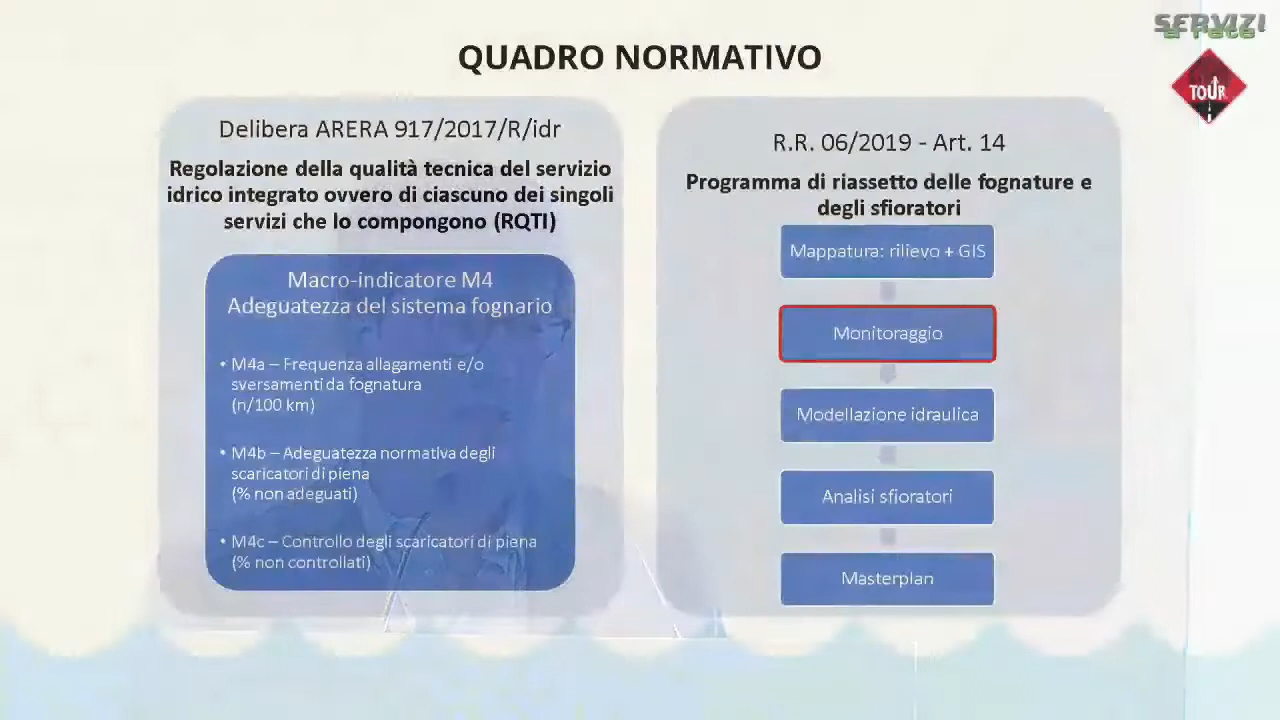 SERVIZI
a rete
TOUR
QUADRO NORMATIVO
Delibera ARERA 917/2017/R/idr
Regolazione della qualità tecnica del servizio
idrico integrato ovvero di ciascuno dei singoli
servizi che lo compongono (RQTI)
Macro-indicatore M4
Adeguatezza del sistema fognario
• M4a – Frequenza allagamenti e/o
sversamenti da fognatura
(n/100 km)
• M4b – Adeguatezza normativa degli
scaricatori di piena
(% non adeguati)
• M4c – Controllo degli scaricatori di piena
(% non controllati)
R.R. 06/2019 - Art. 14
Programma di riassetto delle fognature e
degli sfioratori
Mappatura: rilievo + GIS
Monitoraggio
Modellazione idraulica
Analisi sfioratori
Masterplan